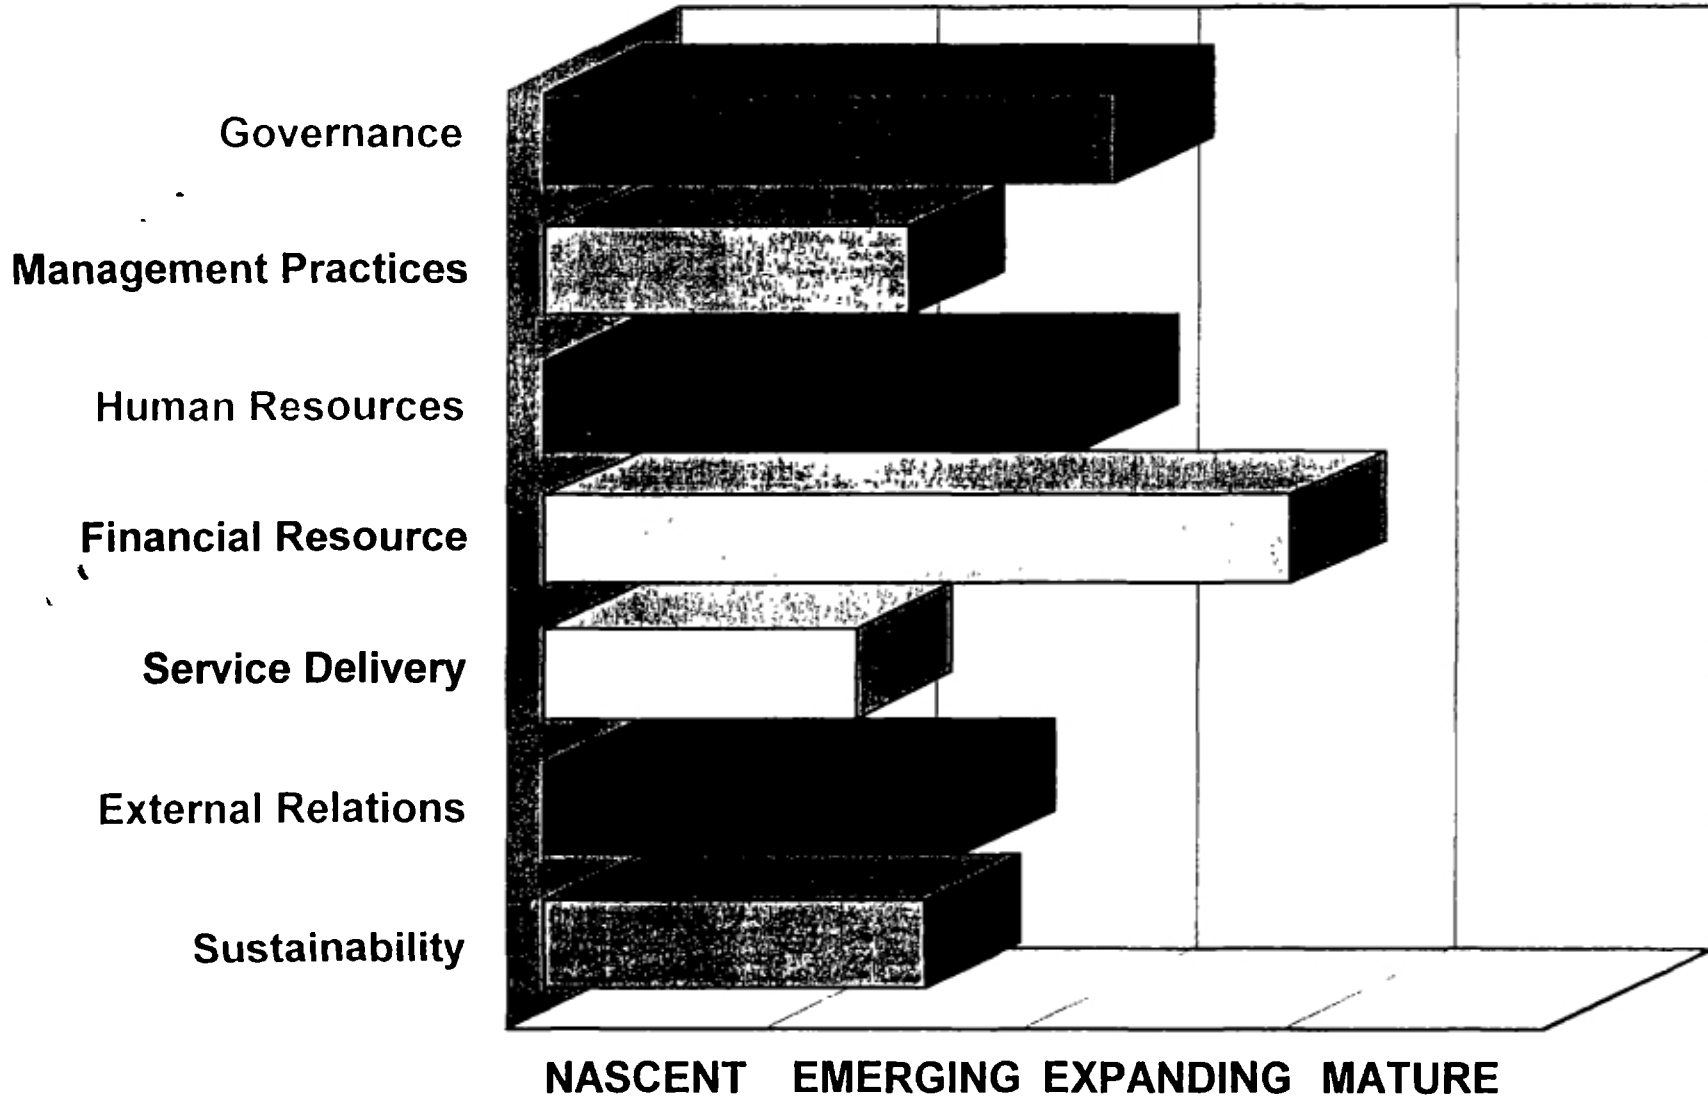 Governance
Management Practices
Human Resources
Financial Resource
Service Delivery
External Relations
Sustainability
NASCENT EMERGING EXPANDING MATURE